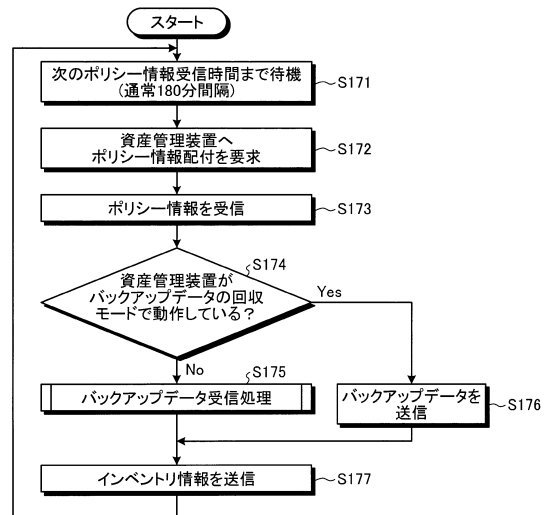 スタート
次のポリシー情報受信時間まで待機
(通常180分間隔)
S171
資産管理装置へ
ポリシー情報配付を要求
S172
ポリシー情報を受信
S173
S174
資産管理装置が
バックアップデータの回収
モードで動作している?
Yes
No
S175
バックアップデータ受信処理
バックアップデータを
送信
S176
インベントリ情報を送信
S177